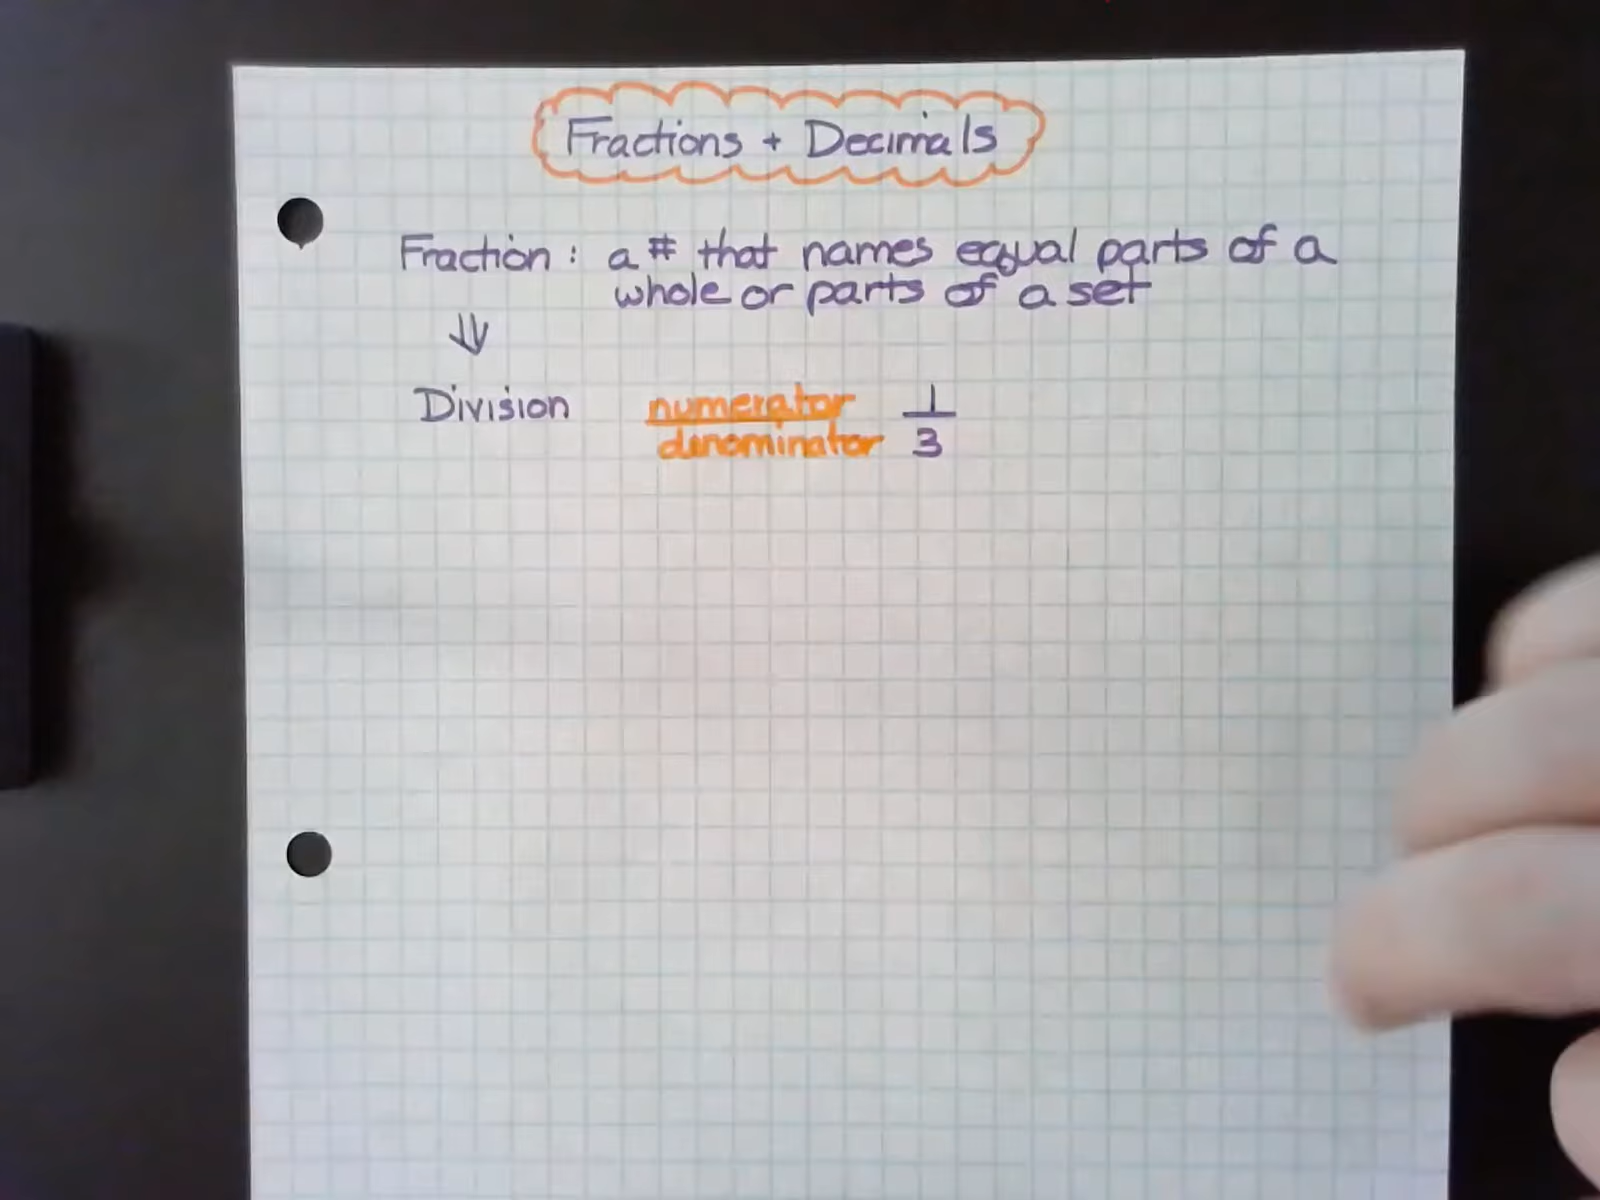 Fractions + Decimals
Fraction: a # that names equal parts of a
whole or parts of a set
⇓
Division numerator 1
denominator 3